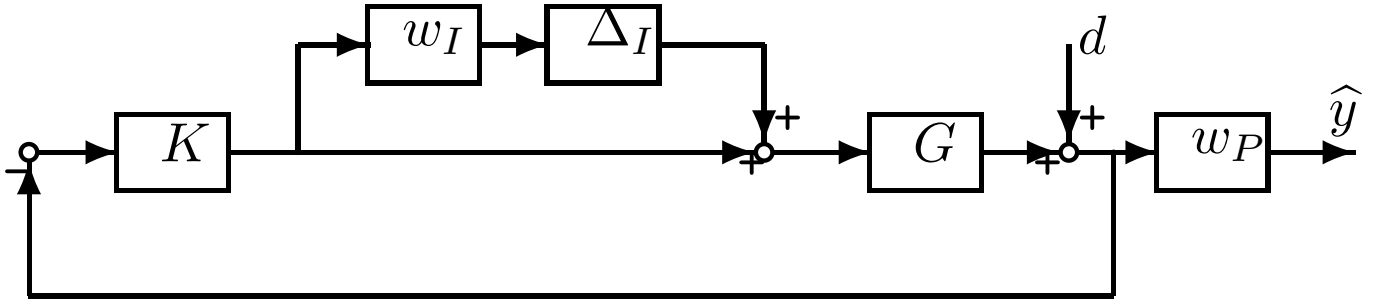 w_I Δ_I d
+ + ŷ
K G w_P
− + +